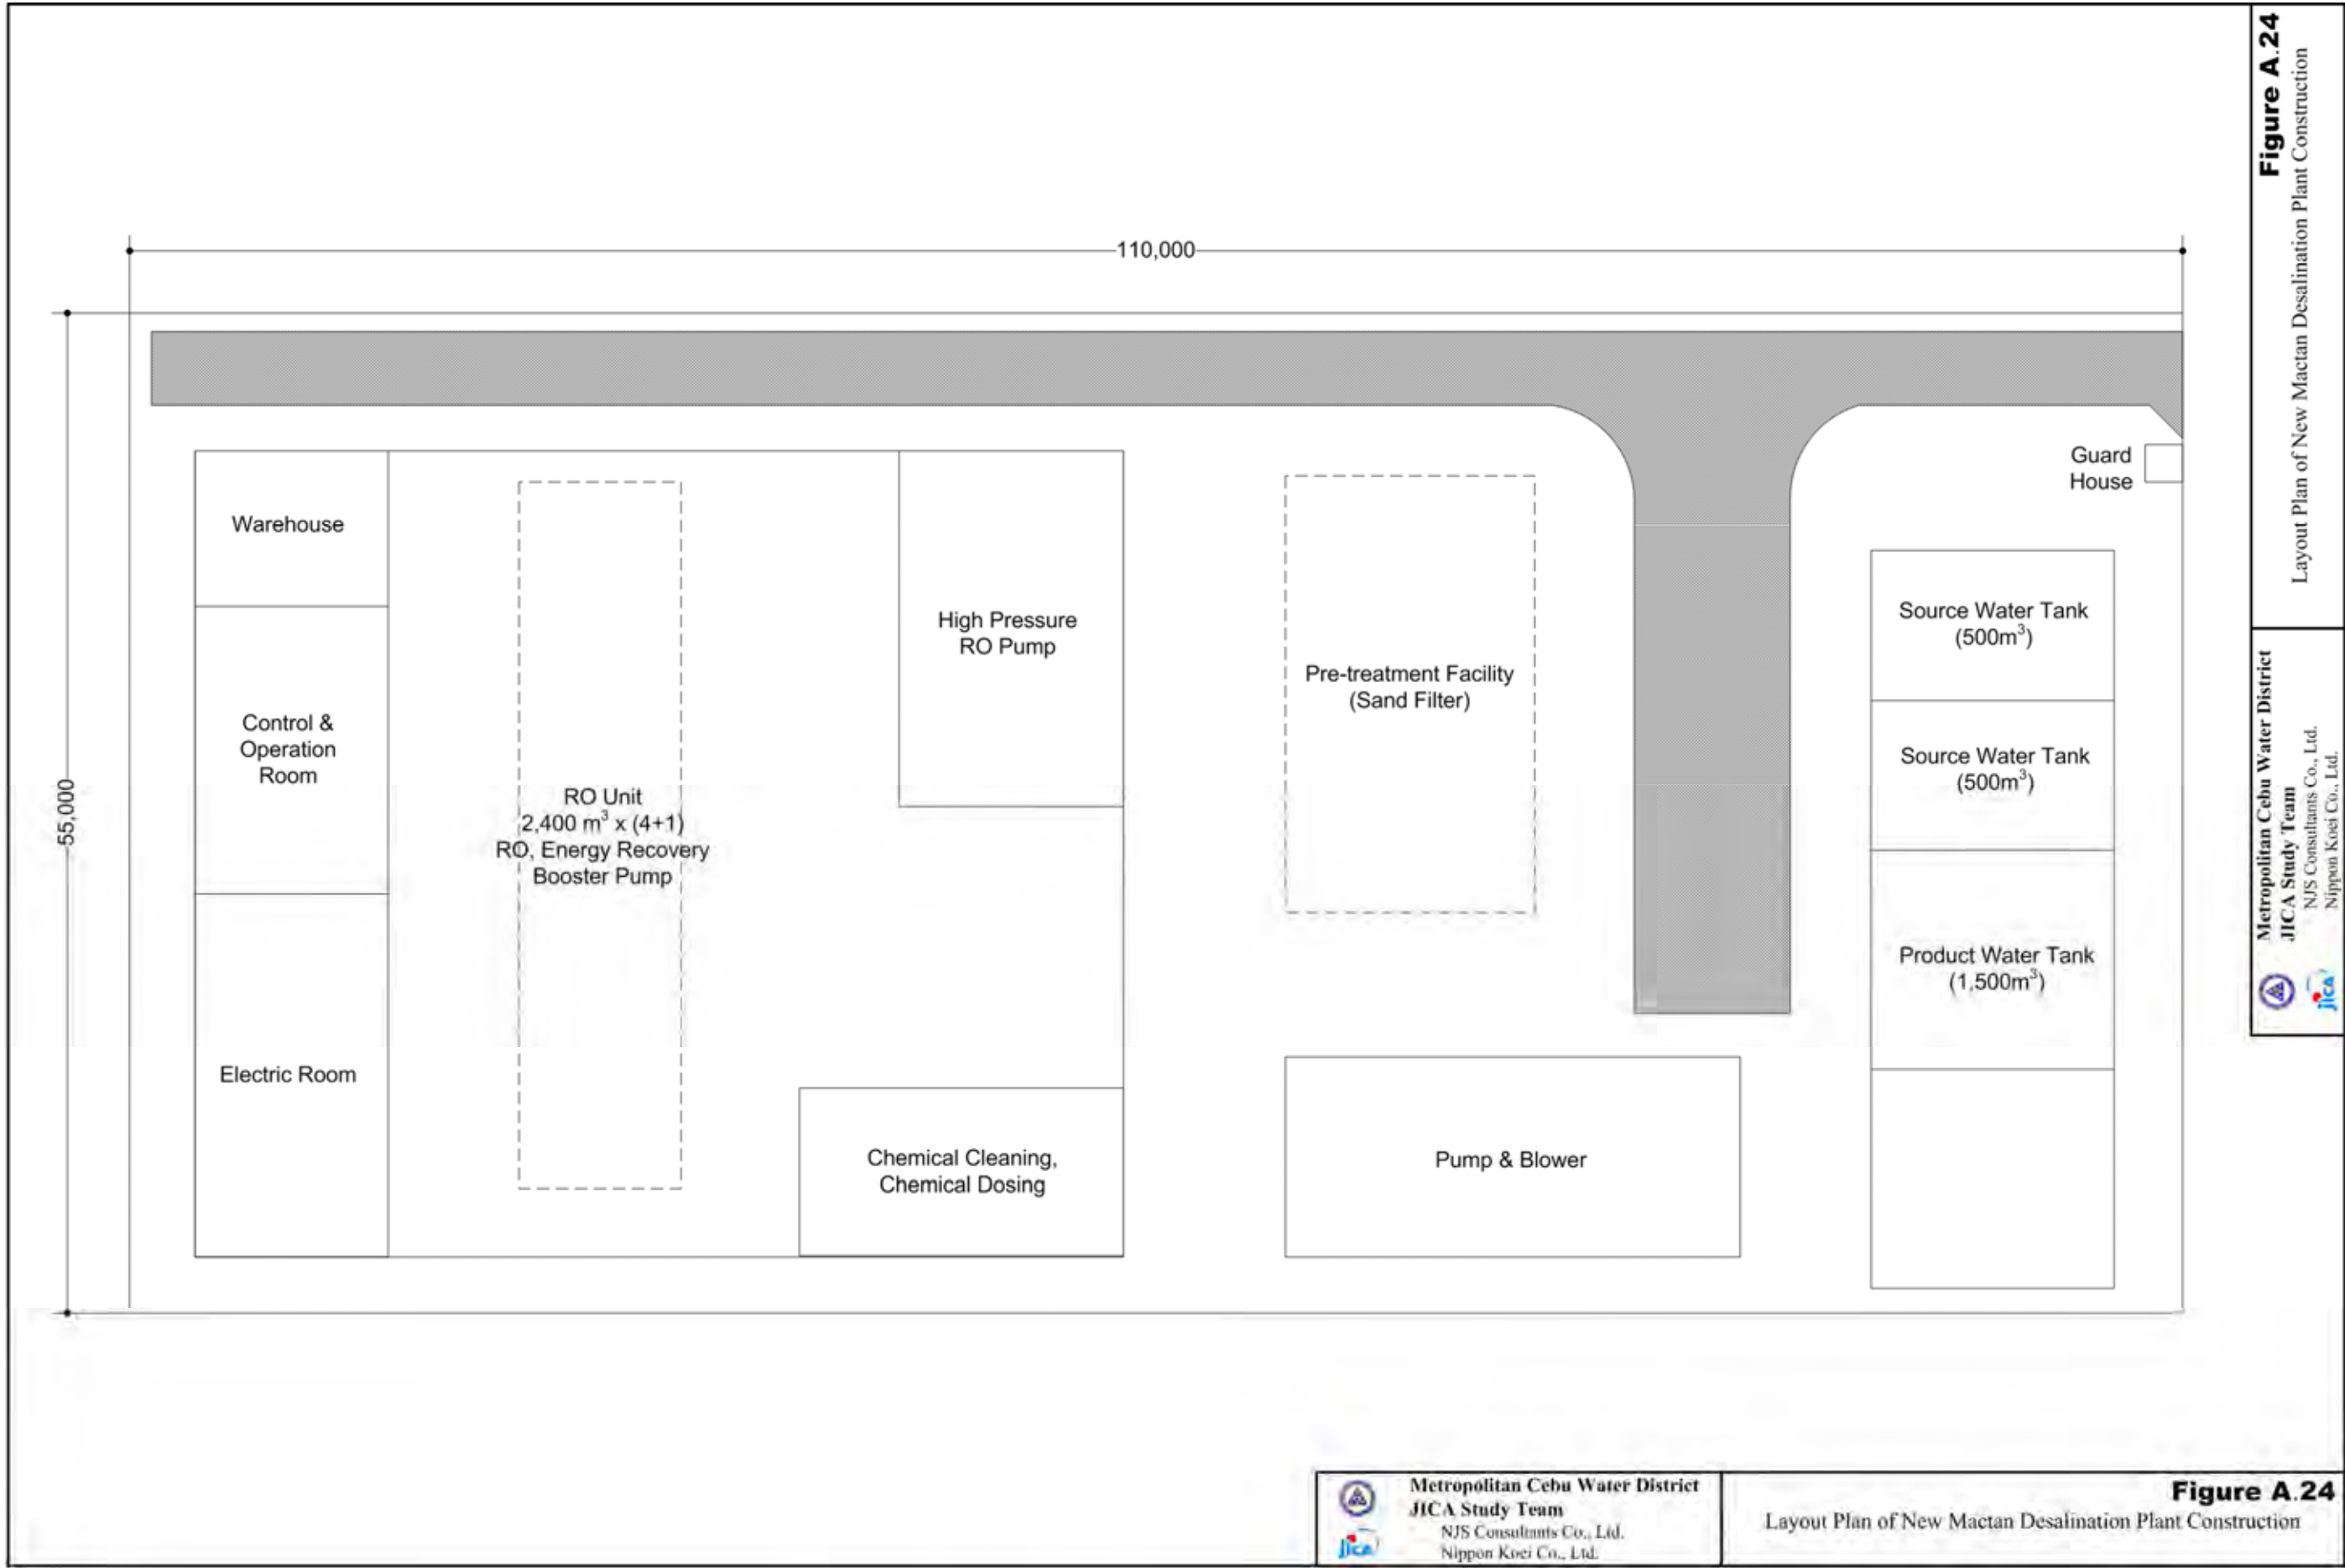 110,000
55,000
Warehouse
Control &
Operation
Room
Electric Room
RO Unit
2,400 m³ x (4+1)
RO, Energy Recovery
Booster Pump
High Pressure
RO Pump
Chemical Cleaning,
Chemical Dosing
Pre-treatment Facility
(Sand Filter)
Pump & Blower
Guard
House
Source Water Tank
(500m³)
Source Water Tank
(500m³)
Product Water Tank
(1,500m³)
Figure A.24
Layout Plan of New Mactan Desalination Plant Construction
Metropolitan Cebu Water District
JICA Study Team
NJS Consultants Co., Ltd.
Nippon Koei Co., Ltd.
jica
Metropolitan Cebu Water District
JICA Study Team
NJS Consultants Co., Ltd.
Nippon Koei Co., Ltd.
jica
Figure A.24
Layout Plan of New Mactan Desalination Plant Construction